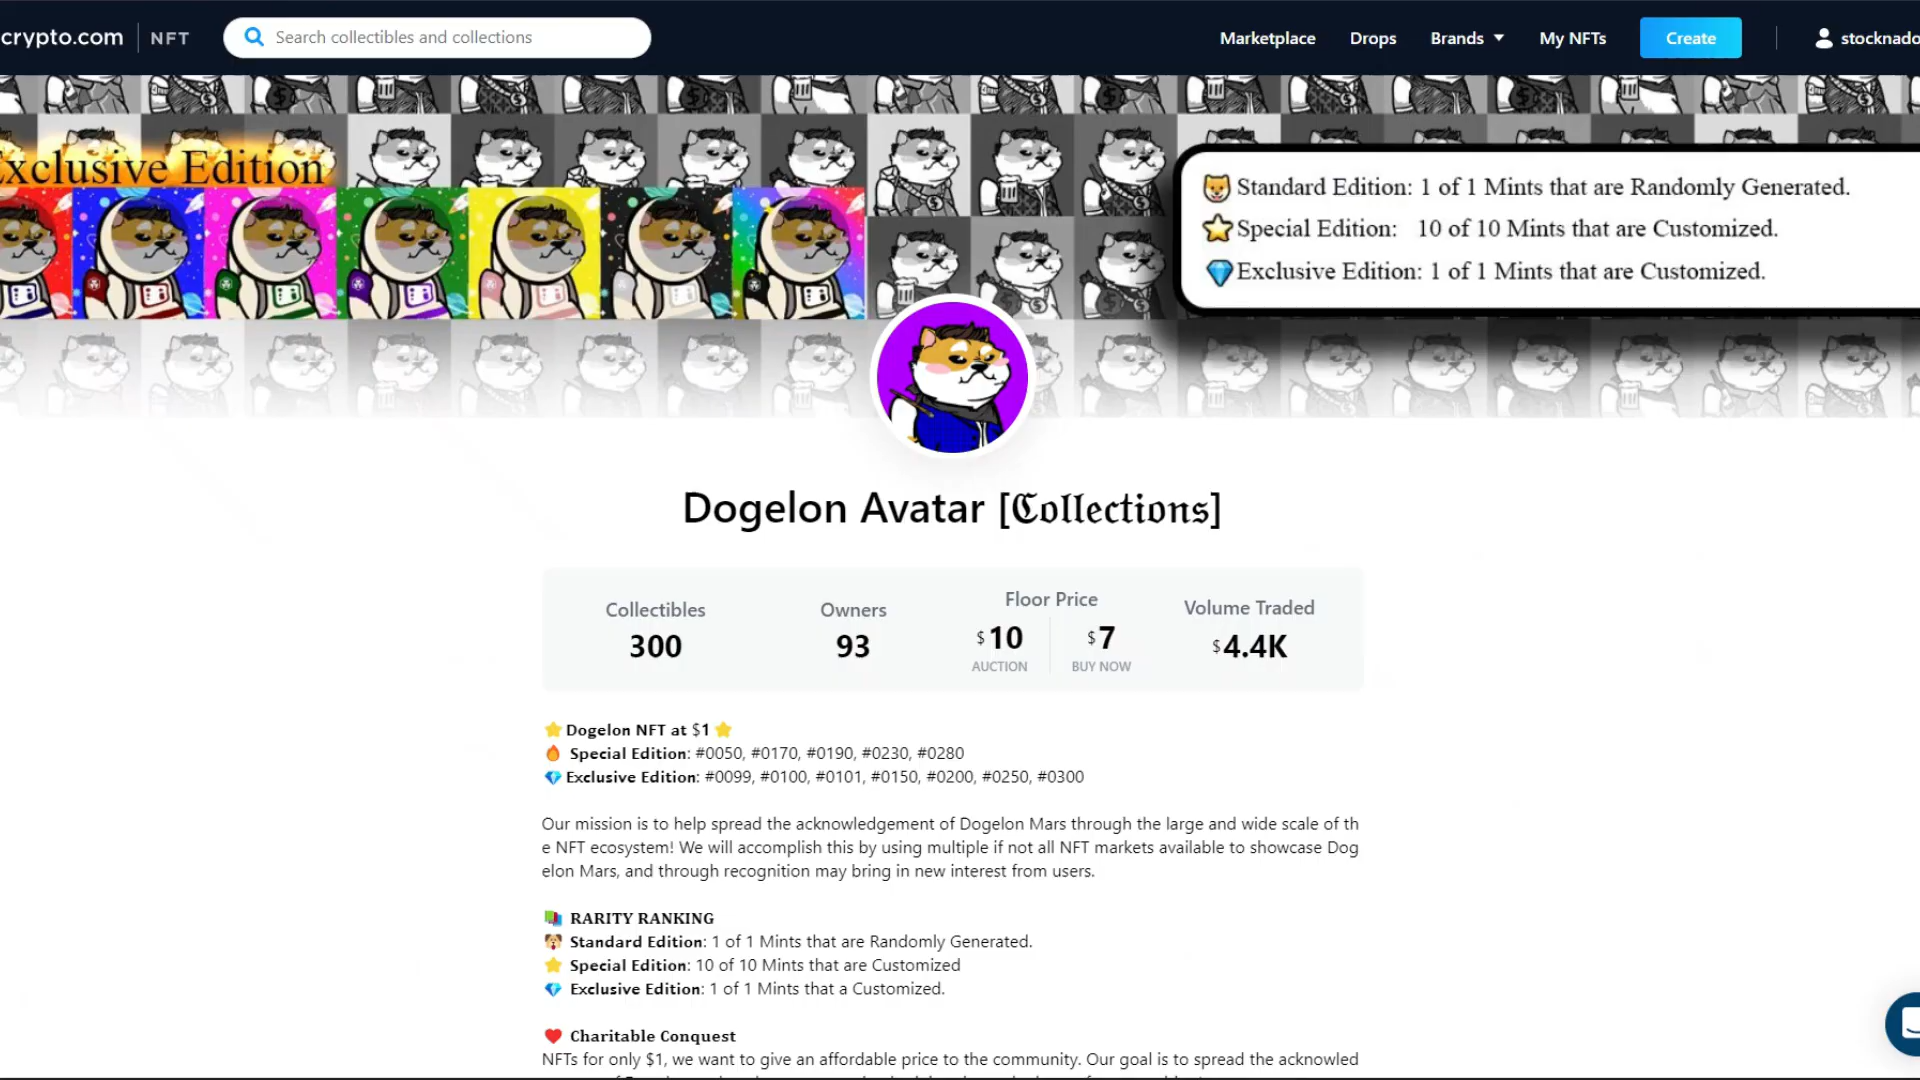 crypto.com | NFT
Search collectibles and collections
Marketplace
Drops
Brands
My NFTs
Create
stocknado
Exclusive Edition
Standard Edition: 1 of 1 Mints that are Randomly Generated.
Special Edition: 10 of 10 Mints that are Customized.
Exclusive Edition: 1 of 1 Mints that are Customized.
Dogelon Avatar [ℭ𝔬𝔩𝔩𝔢𝔠𝔱𝔦𝔬𝔫𝔰]
Collectibles
300
Owners
93
Floor Price
$10
AUCTION
$7
BUY NOW
Volume Traded
$4.4K
⭐ Dogelon NFT at $1 ⭐
🔥 Special Edition: #0050, #0170, #0190, #0230, #0280
💎 Exclusive Edition: #0099, #0100, #0101, #0150, #0200, #0250, #0300
Our mission is to help spread the acknowledgement of Dogelon Mars through the large and wide scale of th
e NFT ecosystem! We will accomplish this by using multiple if not all NFT markets available to showcase Dog
elon Mars, and through recognition may bring in new interest from users.
RARITY RANKING
Standard Edition: 1 of 1 Mints that are Randomly Generated.
⭐ Special Edition: 10 of 10 Mints that are Customized
💎 Exclusive Edition: 1 of 1 Mints that a Customized.
❤️ Charitable Conquest
NFTs for only $1, we want to give an affordable price to the community. Our goal is to spread the acknowled